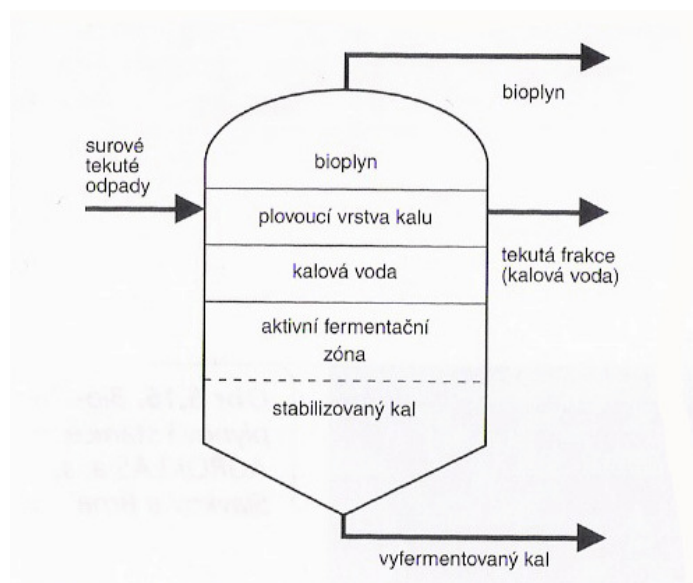 bioplyn
surové
tekuté
odpady
bioplyn
plovoucí vrstva kalu
kalová voda
tekutá frakce
(kalová voda)
aktivní fermentační
zóna
stabilizovaný kal
vyfermentovaný kal